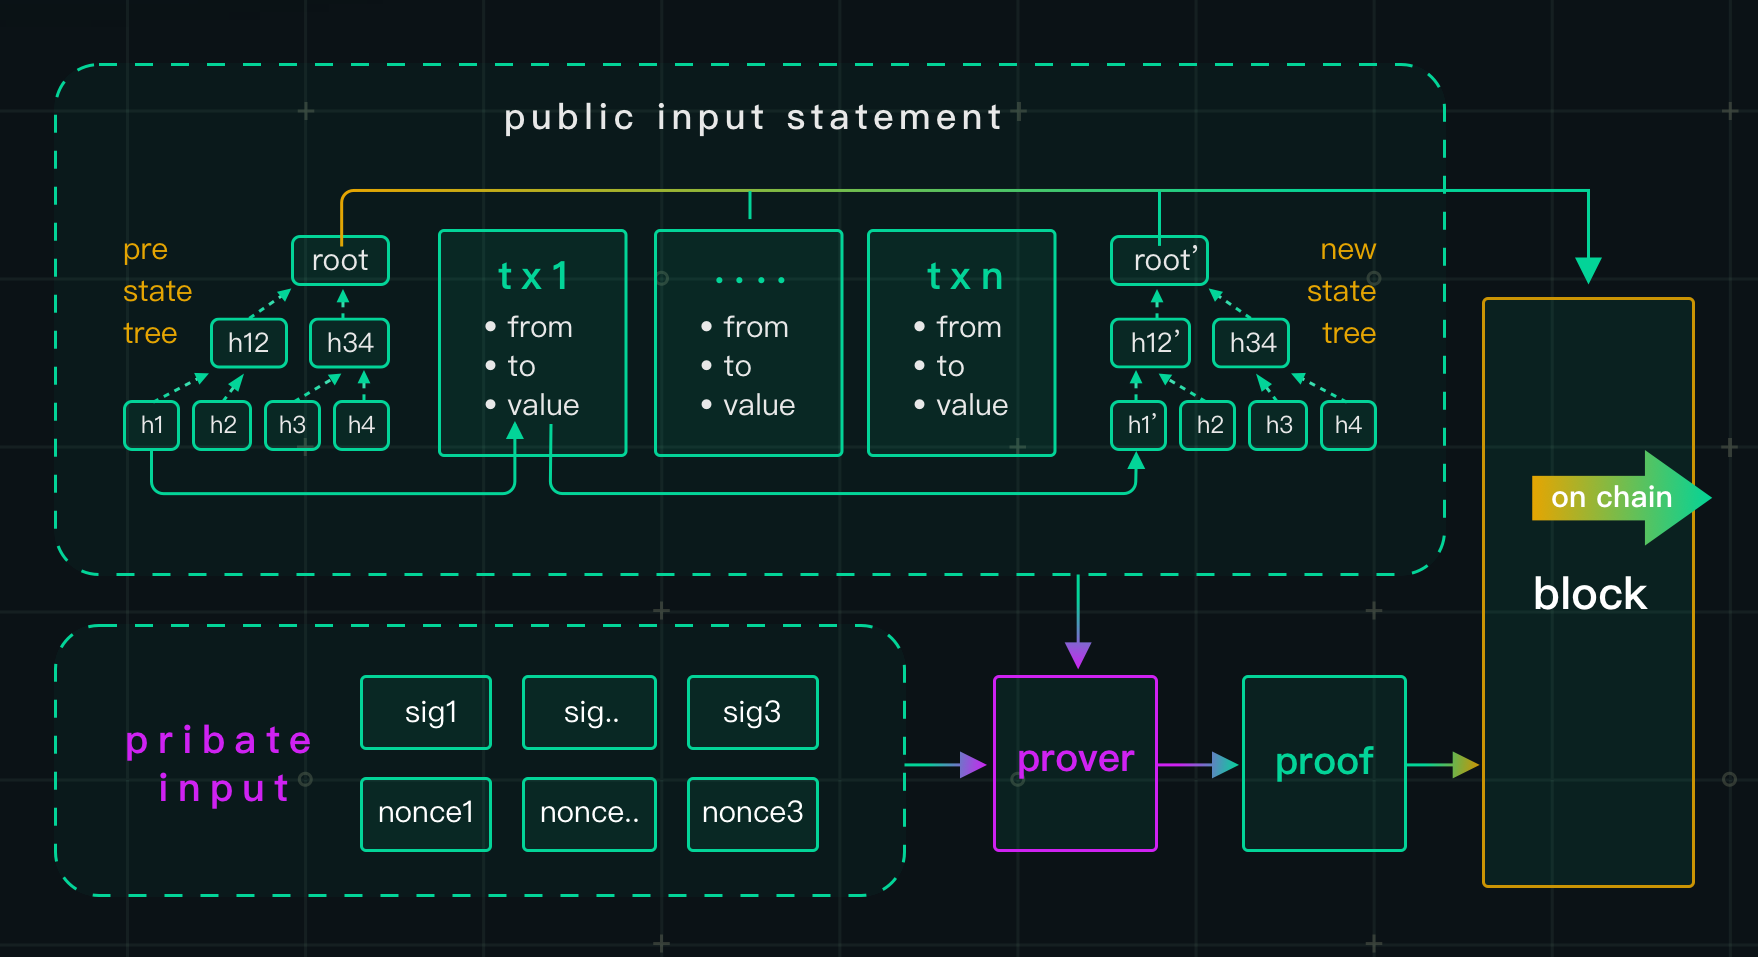 public input statement
pre
state
tree
root
h12
h34
h1
h2
h3
h4
tx1
• from
• to
• value
....
• from
• to
• value
txn
• from
• to
• value
root’
h12’
h34
h1’
h2
h3
h4
new
state
tree
on chain
block
pribate
input
sig1
sig..
sig3
nonce1
nonce..
nonce3
prover
proof